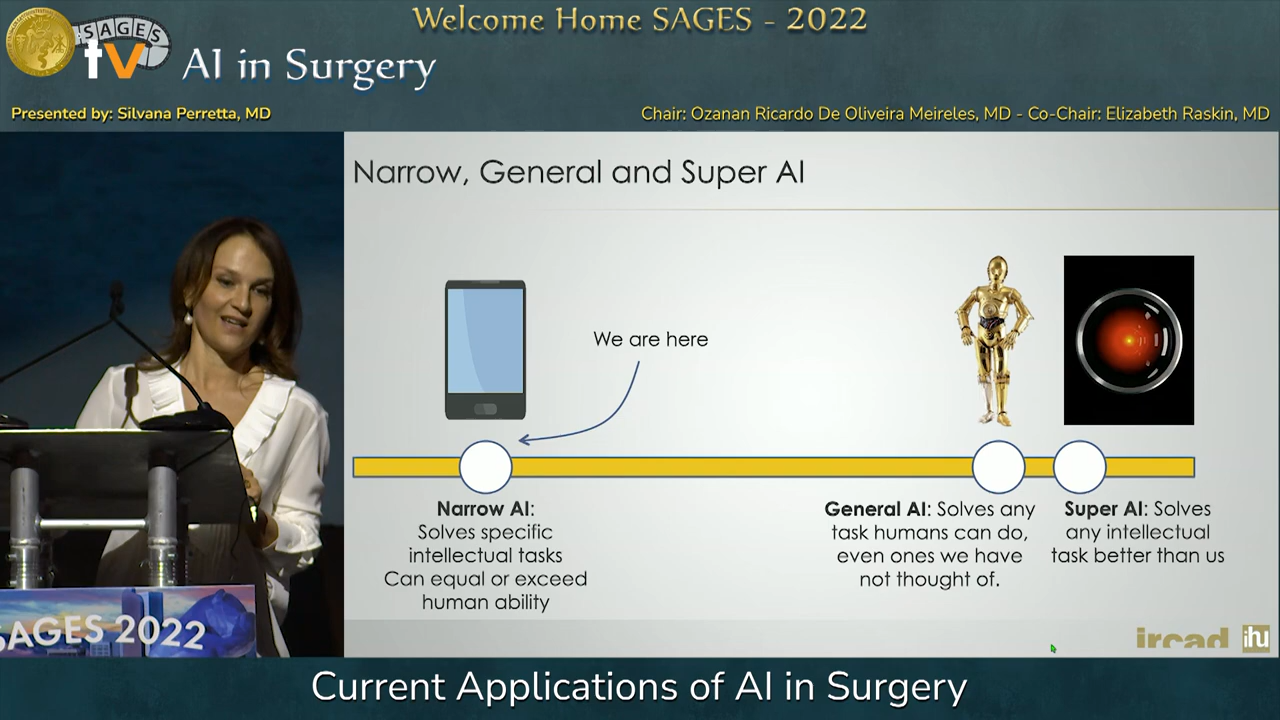 Welcome Home SAGES - 2022
SAGES
tv
AI in Surgery
Presented by: Silvana Perretta, MD
Chair: Ozanan Ricardo De Oliveira Meireles, MD - Co-Chair: Elizabeth Raskin, MD
Narrow, General and Super AI
We are here
Narrow AI:
Solves specific
intellectual tasks
Can equal or exceed
human ability
General AI: Solves any
task humans can do,
even ones we have
not thought of.
Super AI: Solves
any intellectual
task better than us
SAGES 2022
ircad
ihu
Current Applications of AI in Surgery